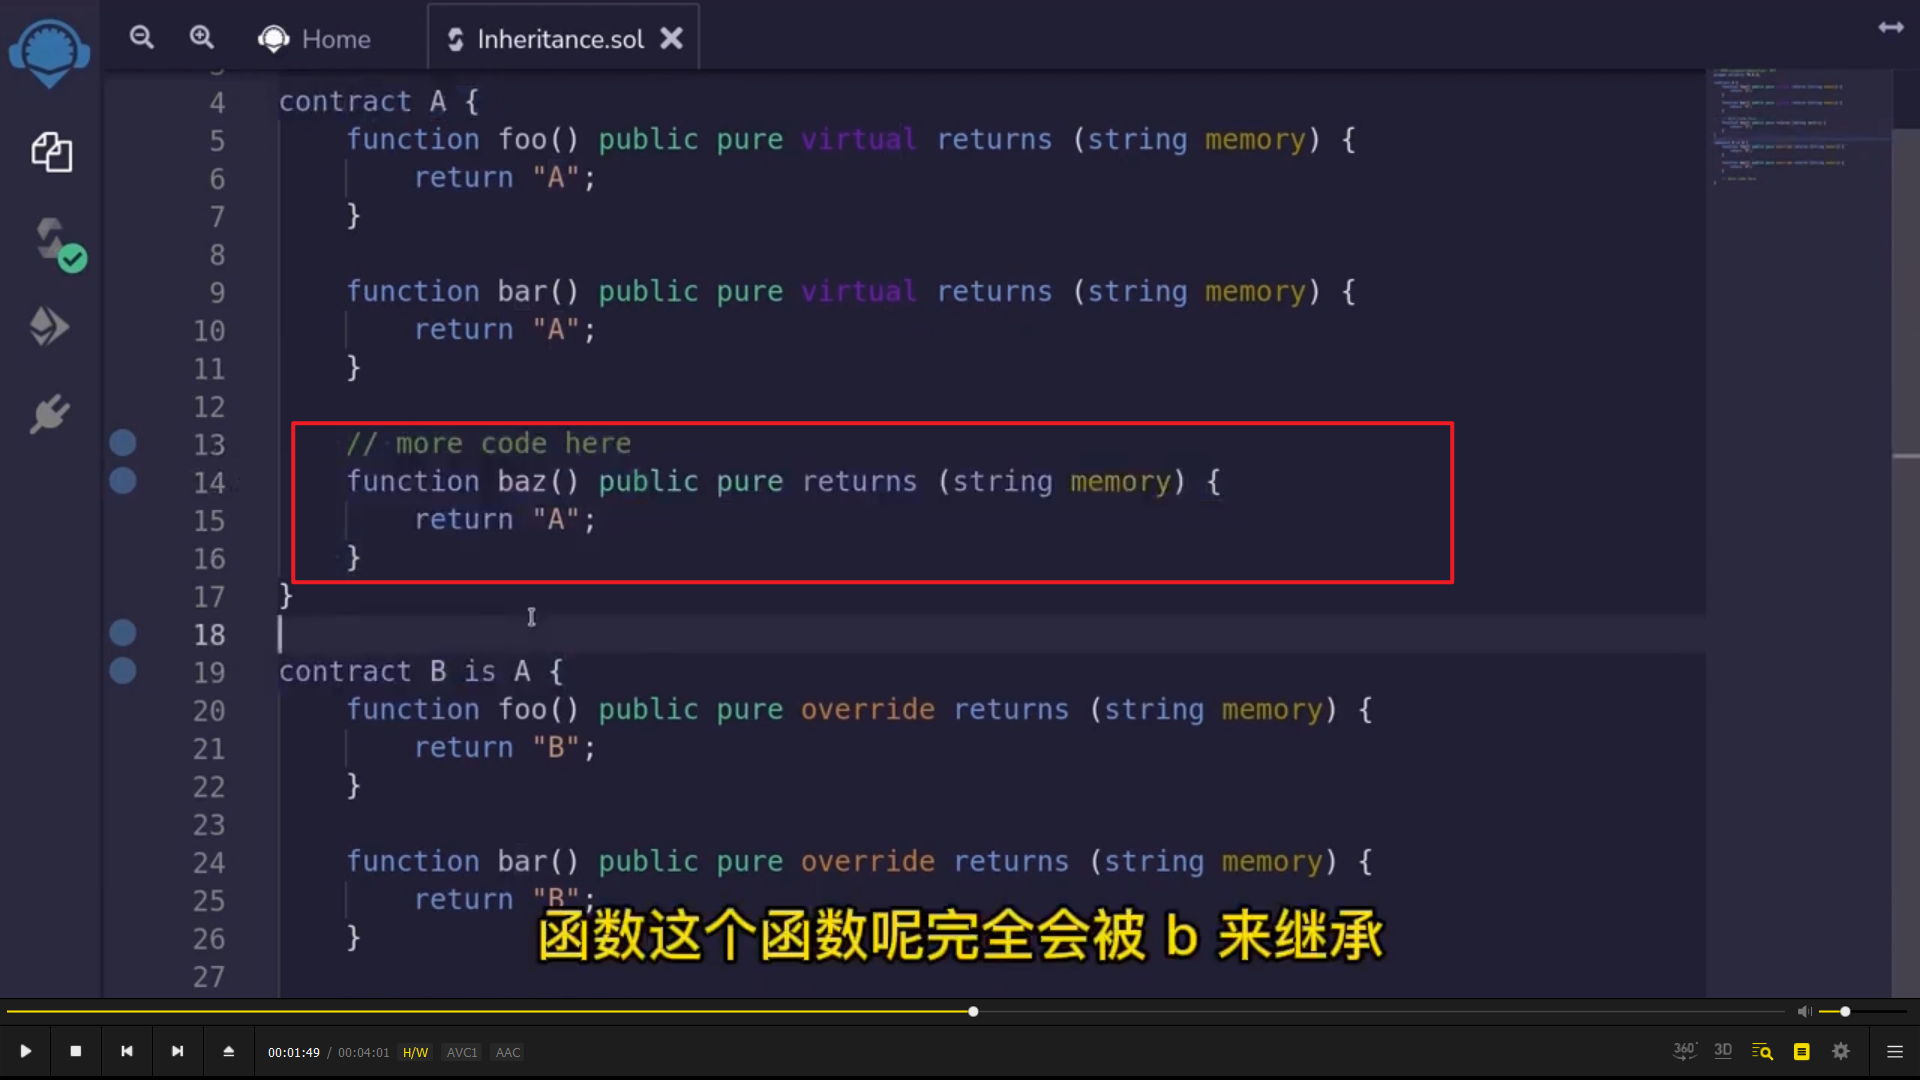 Home
Inheritance.sol
4 contract A {
5 function foo() public pure virtual returns (string memory) {
6 return "A";
7 }
8
9 function bar() public pure virtual returns (string memory) {
10 return "A";
11 }
12
13 // more code here
14 function baz() public pure returns (string memory) {
15 return "A";
16 }
17 }
18
19 contract B is A {
20 function foo() public pure override returns (string memory) {
21 return "B";
22 }
23
24 function bar() public pure override returns (string memory) {
25 return "B";
26 }
27
函数这个函数呢完全会被 b 来继承
00:01:49 / 00:04:01 H/W AVC1 AAC
360° 3D